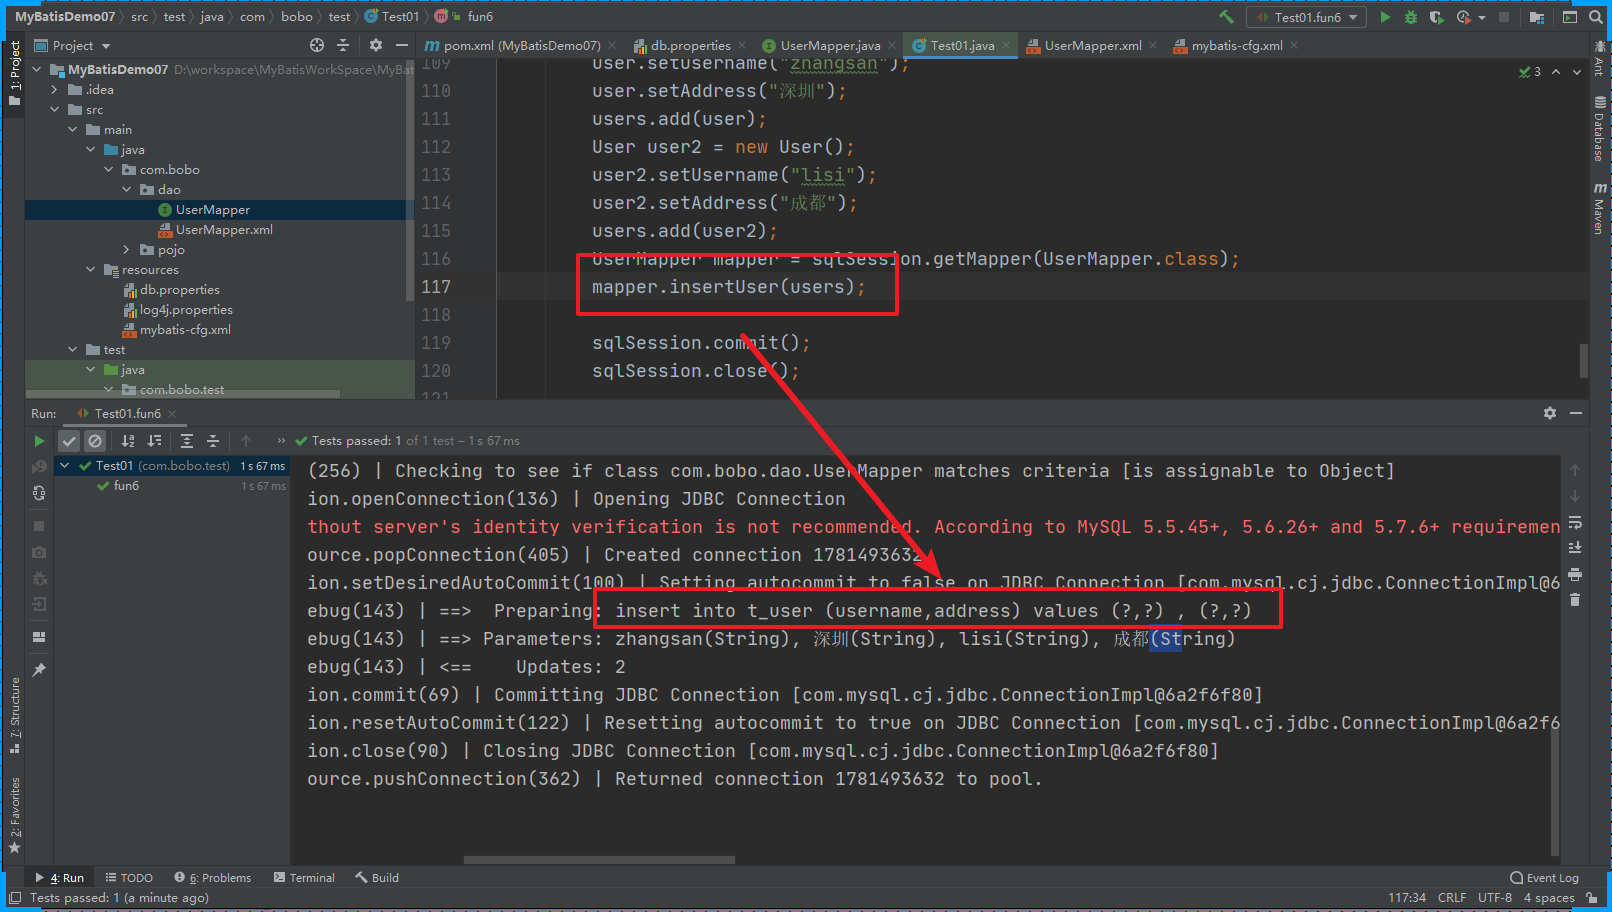 MyBatisDemo07 src test java com bobo test Test01 fun6
Test01.fun6
Project
pom.xml (MyBatisDemo07)
db.properties
UserMapper.java
Test01.java
UserMapper.xml
mybatis-cfg.xml
1: Project
MyBatisDemo07 D:\workspace\MyBatisWorkSpace\MyBat
.idea
src
main
java
com.bobo
dao
UserMapper
UserMapper.xml
pojo
resources
db.properties
log4j.properties
mybatis-cfg.xml
test
java
com.bobo.test
3
Ant
Database
Maven
109 user.setUsername("zhangsan");
110 user.setAddress("深圳");
111 users.add(user);
112 User user2 = new User();
113 user2.setUsername("lisi");
114 user2.setAddress("成都");
115 users.add(user2);
116 UserMapper mapper = sqlSession.getMapper(UserMapper.class);
117 mapper.insertUser(users);
118
119 sqlSession.commit();
120 sqlSession.close();
121
Run: Test01.fun6
Tests passed: 1 of 1 test – 1 s 67 ms
Test01 (com.bobo.test) 1 s 67 ms
fun6 1 s 67 ms
(256) | Checking to see if class com.bobo.dao.UserMapper matches criteria [is assignable to Object]
ion.openConnection(136) | Opening JDBC Connection
thout server's identity verification is not recommended. According to MySQL 5.5.45+, 5.6.26+ and 5.7.6+ requiremen
ource.popConnection(405) | Created connection 1781493632
ion.setDesiredAutoCommit(100) | Setting autocommit to false on JDBC Connection [com.mysql.cj.jdbc.ConnectionImpl@6
ebug(143) | ==>  Preparing: insert into t_user (username,address) values (?,?) , (?,?)
ebug(143) | ==> Parameters: zhangsan(String), 深圳(String), lisi(String), 成都(String)
ebug(143) | <==    Updates: 2
ion.commit(69) | Committing JDBC Connection [com.mysql.cj.jdbc.ConnectionImpl@6a2f6f80]
ion.resetAutoCommit(122) | Resetting autocommit to true on JDBC Connection [com.mysql.cj.jdbc.ConnectionImpl@6a2f6
ion.close(90) | Closing JDBC Connection [com.mysql.cj.jdbc.ConnectionImpl@6a2f6f80]
ource.pushConnection(362) | Returned connection 1781493632 to pool.
7: Structure
2: Favorites
4: Run
TODO
6: Problems
Terminal
Build
Event Log
Tests passed: 1 (a minute ago)
117:34 CRLF UTF-8 4 spaces